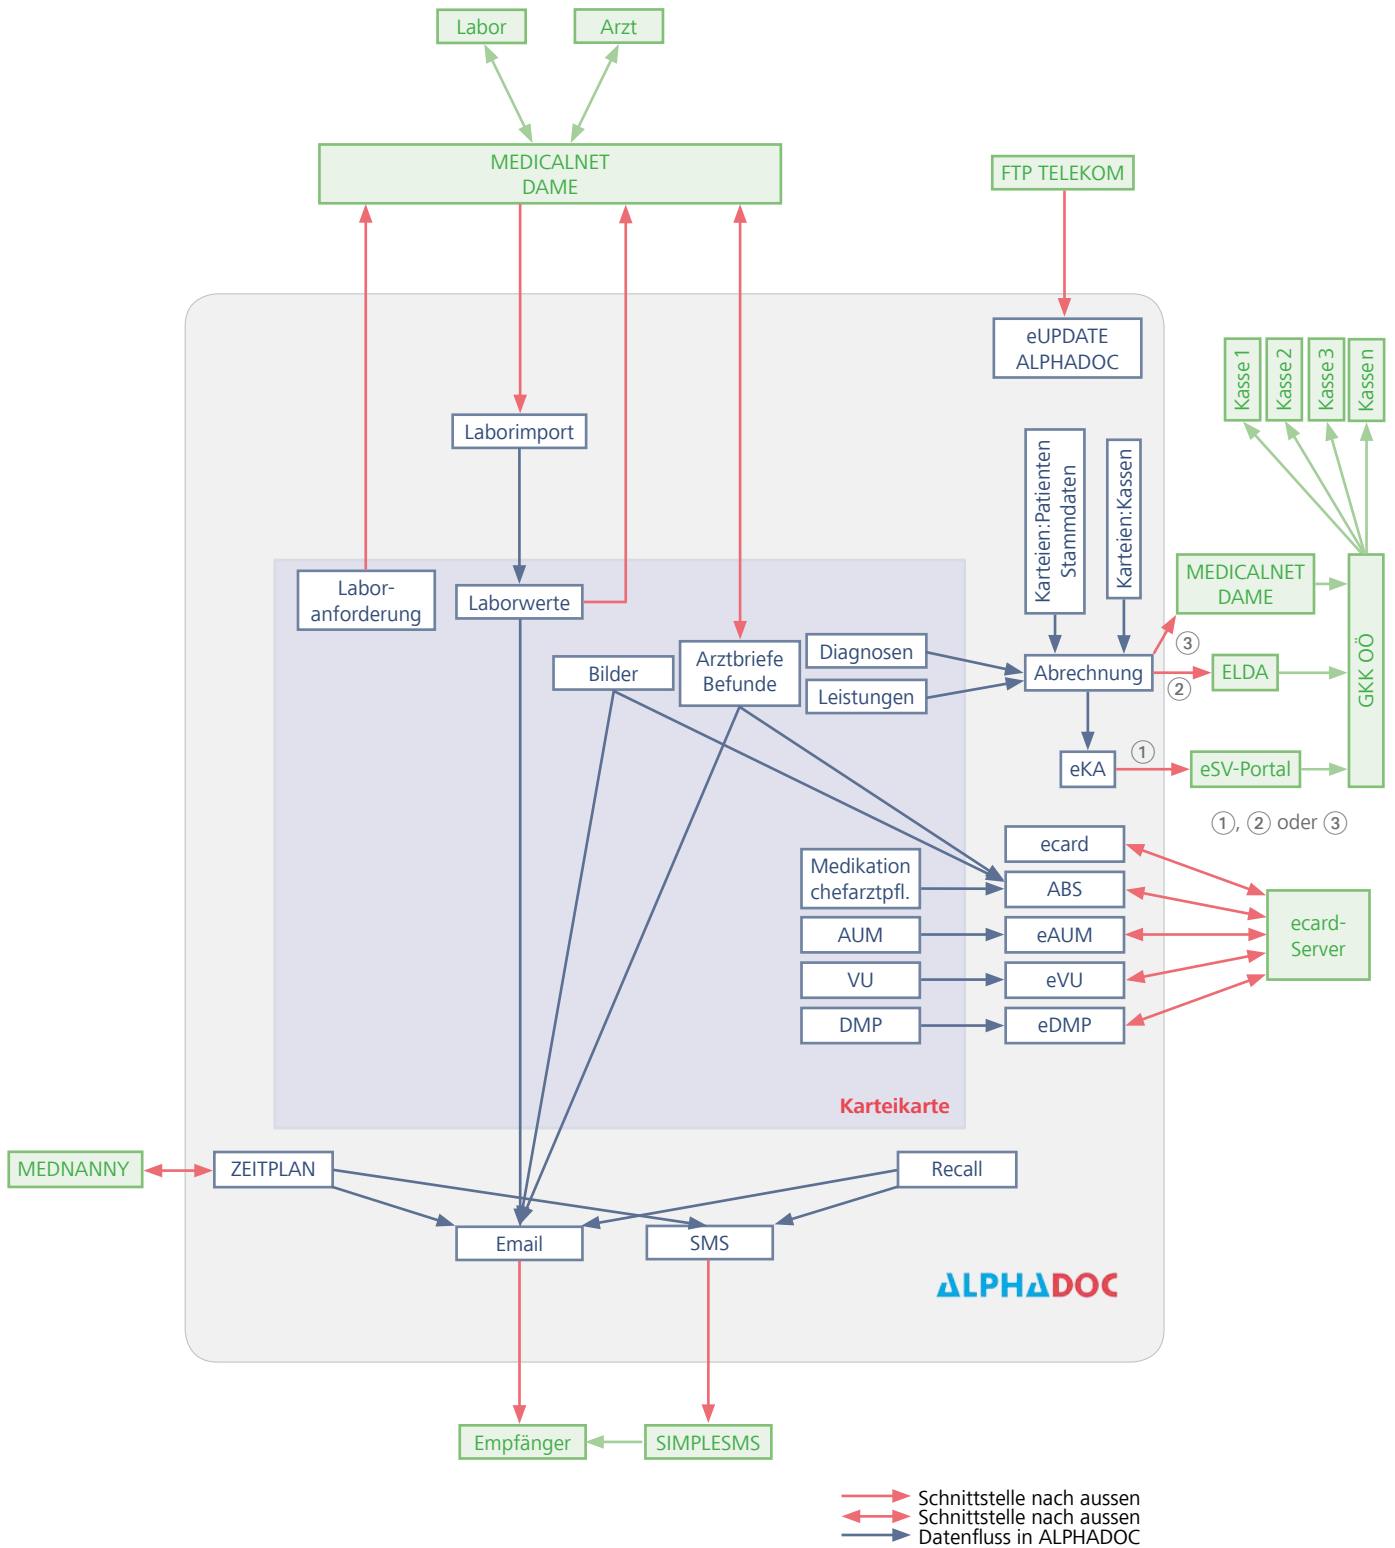 Labor
Arzt
MEDICALNET
DAME
FTP TELEKOM
eUPDATE
ALPHADOC
Kasse 1
Kasse 2
Kasse 3
Kasse n
Laborimport
Karteien:Patienten
Stammdaten
Karteien:Kassen
MEDICALNET
DAME
Labor-
anforderung
Laborwerte
GKK OÖ
3
Diagnosen
Arztbriefe
Befunde
Bilder
Abrechnung
ELDA
2
Leistungen
1
eKA
eSV-Portal
1, 2 oder 3
ecard
Medikation
chefarztpfl.
ABS
AUM
eAUM
ecard-
Server
VU
eVU
DMP
eDMP
Karteikarte
MEDNANNY
ZEITPLAN
Recall
Email
SMS
ALPHADOC
Empfänger
SIMPLESMS
Schnittstelle nach aussen
Schnittstelle nach aussen
Datenfluss in ALPHADOC